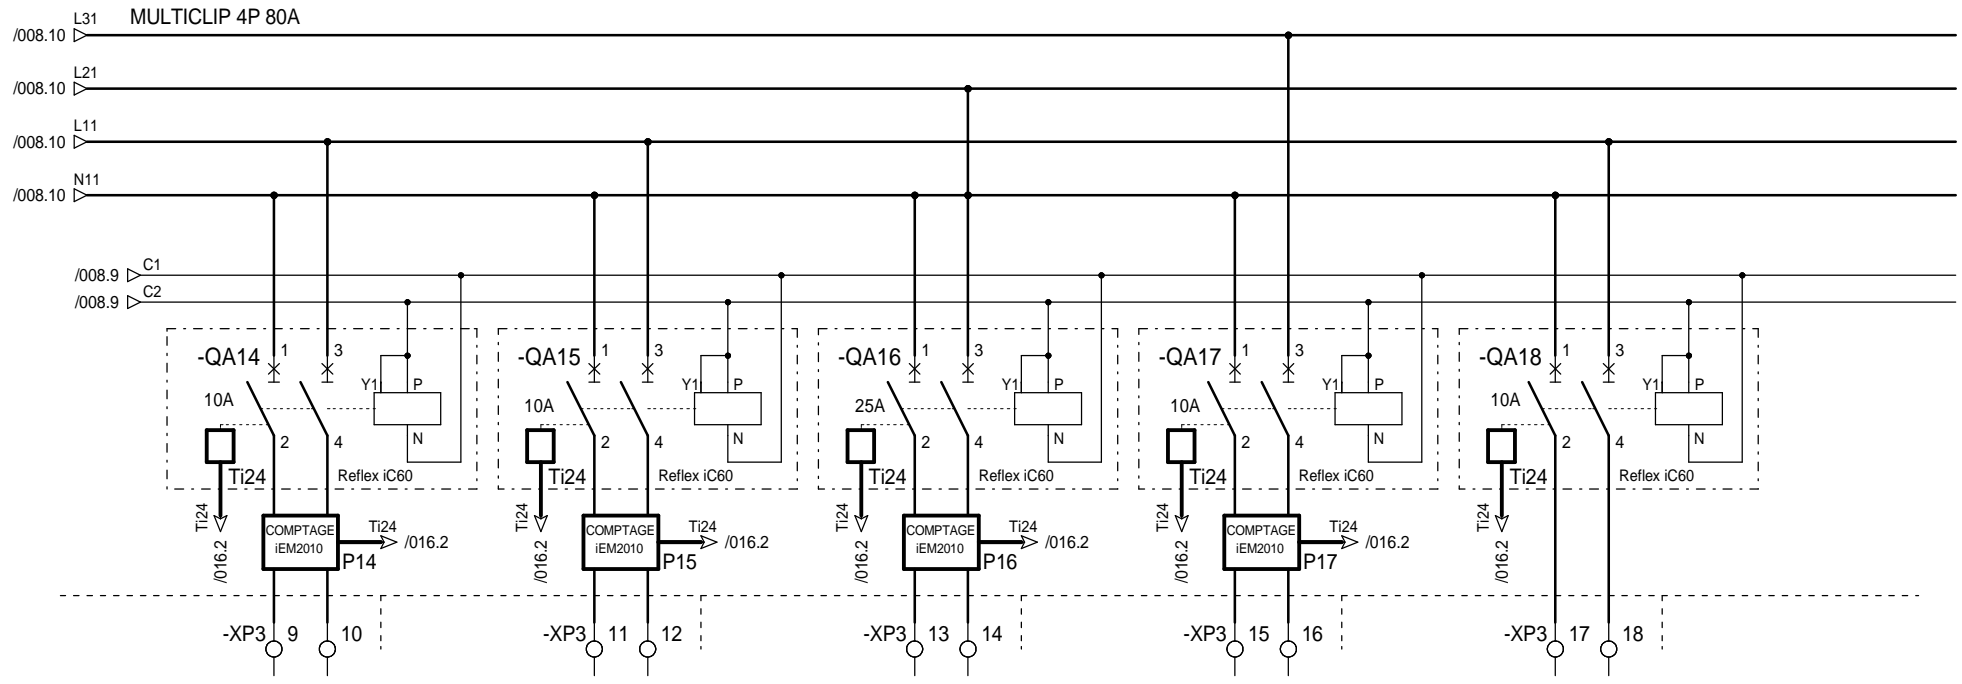 L31 MULTICLIP 4P 80A
/008.10
L21
/008.10
L11
/008.10
N11
/008.10
C1
/008.9
C2
/008.9
-QA14 1 3
Y1 P
10A
2 4 N
Ti24 Reflex iC60
Ti24
/016.2
COMPTAGE
iEM2010
Ti24
/016.2
P14
-XP3 9 10
-QA15 1 3
Y1 P
10A
2 4 N
Ti24 Reflex iC60
Ti24
/016.2
COMPTAGE
iEM2010
Ti24
/016.2
P15
-XP3 11 12
-QA16 1 3
Y1 P
25A
2 4 N
Ti24 Reflex iC60
Ti24
/016.2
COMPTAGE
iEM2010
Ti24
/016.2
P16
-XP3 13 14
-QA17 1 3
Y1 P
10A
2 4 N
Ti24 Reflex iC60
Ti24
/016.2
COMPTAGE
iEM2010
Ti24
/016.2
P17
-XP3 15 16
-QA18 1 3
Y1 P
10A
2 4 N
Ti24 Reflex iC60
Ti24
/016.2
-XP3 17 18